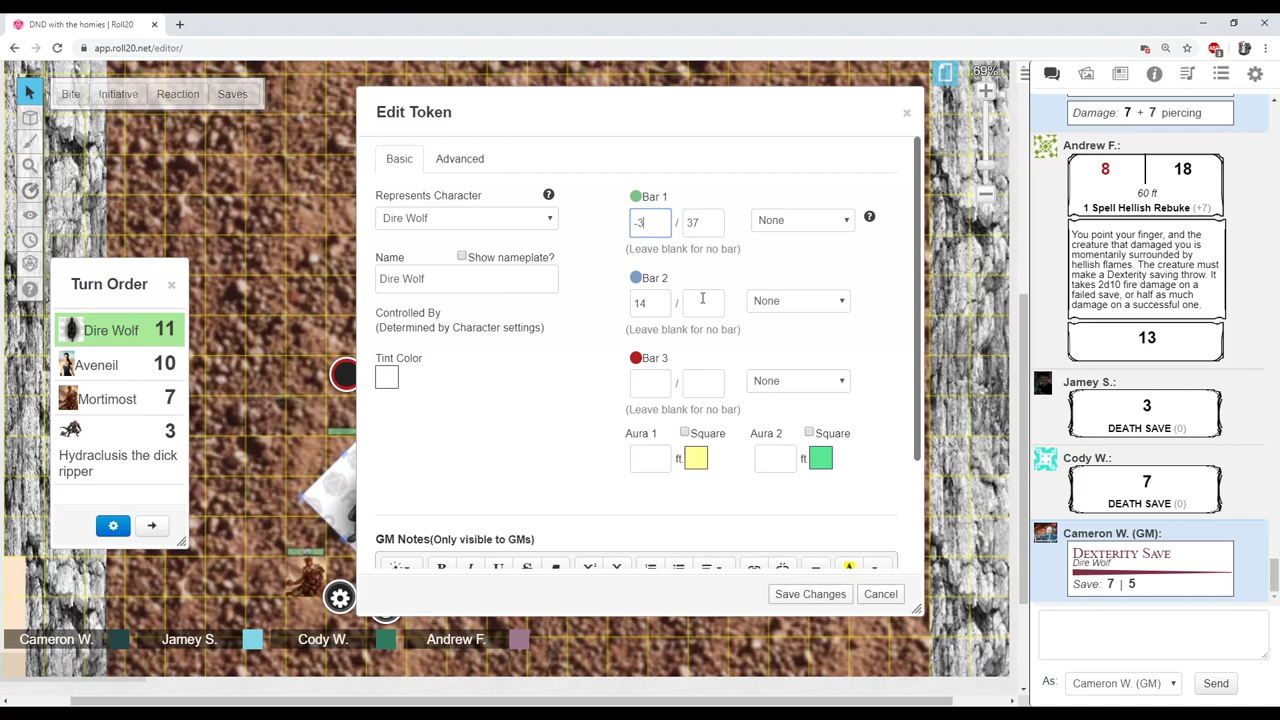 DND with the homies | Roll20
app.roll20.net/editor/
Bite
Initiative
Reaction
Saves
69%
Turn Order
Dire Wolf 11
Aveneil 10
Mortimost 7
3
Hydraclusis the dick
ripper
Edit Token
Basic
Advanced
Represents Character
Dire Wolf
Name
Show nameplate?
Dire Wolf
Controlled By
(Determined by Character settings)
Tint Color
Bar 1
-3 / 37
None
(Leave blank for no bar)
Bar 2
14 /
None
(Leave blank for no bar)
Bar 3
/
None
(Leave blank for no bar)
Aura 1
Square
Aura 2
Square
ft.
ft.
GM Notes(Only visible to GMs)
Save Changes
Cancel
Cameron W.
Jamey S.
Cody W.
Andrew F.
Damage: 7 + 7 piercing
Andrew F.:
8
18
60 ft
1 Spell Hellish Rebuke (+7)
You point your finger, and the
creature that damaged you is
momentarily surrounded by
hellish flames. The creature must
make a Dexterity saving throw. It
takes 2d10 fire damage on a
failed save, or half as much
damage on a successful one.
13
Jamey S.:
3
DEATH SAVE (0)
Cody W.:
7
DEATH SAVE (0)
Cameron W. (GM):
DEXTERITY SAVE
Dire Wolf
Save: 7 | 5
As:
Cameron W. (GM)
Send